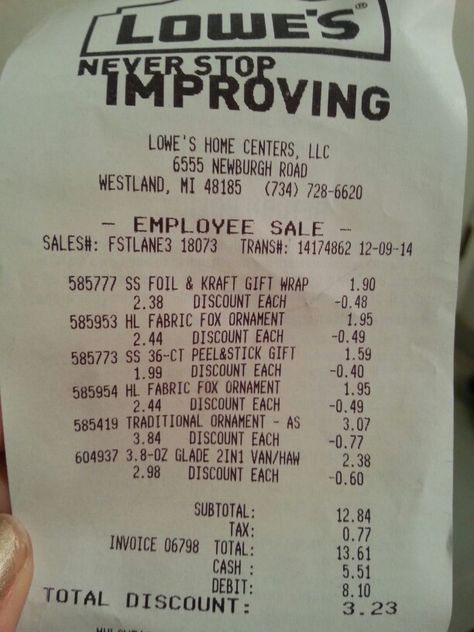 LOWE'S®
NEVER STOP
IMPROVING
LOWE'S HOME CENTERS, LLC
6555 NEWBURGH ROAD
WESTLAND, MI 48185 (734) 728-6620
- EMPLOYEE SALE -
SALES#: FSTLANE3 18073 TRANS#: 14174862 12-09-14
585777 SS FOIL & KRAFT GIFT WRAP 1.90
2.38 DISCOUNT EACH -0.48
585953 HL FABRIC FOX ORNAMENT 1.95
2.44 DISCOUNT EACH -0.49
585773 SS 36-CT PEEL&STICK GIFT 1.59
1.99 DISCOUNT EACH -0.40
585954 HL FABRIC FOX ORNAMENT 1.95
2.44 DISCOUNT EACH -0.49
585419 TRADITIONAL ORNAMENT - AS 3.07
3.84 DISCOUNT EACH -0.77
604937 3.8-OZ GLADE 2IN1 VAN/HAW 2.38
2.98 DISCOUNT EACH -0.60
SUBTOTAL: 12.84
TAX: 0.77
INVOICE 06798 TOTAL: 13.61
CASH : 5.51
DEBIT: 8.10
TOTAL DISCOUNT: 3.23